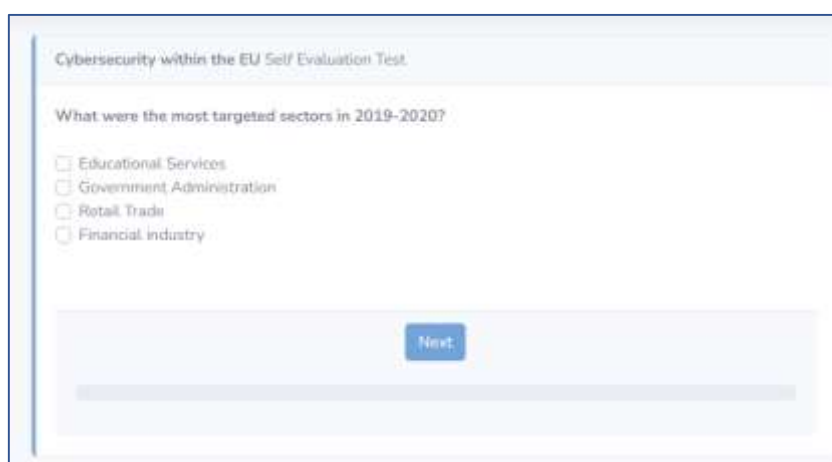 Cybersecurity within the EU Self Evaluation Test
What were the most targeted sectors in 2019-2020?
Educational Services
Government Administration
Retail Trade
Financial industry
Next